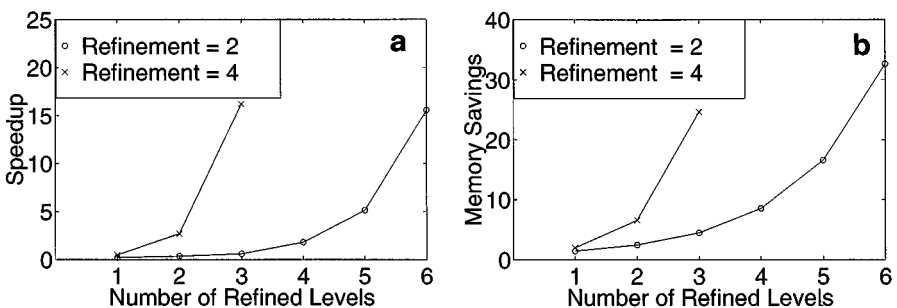 a
Speedup
25
20
15
10
5
0
Refinement = 2
Refinement = 4
1 2 3 4 5 6
Number of Refined Levels
b
Memory Savings
40
30
20
10
0
Refinement = 2
Refinement = 4
1 2 3 4 5 6
Number of Refined Levels